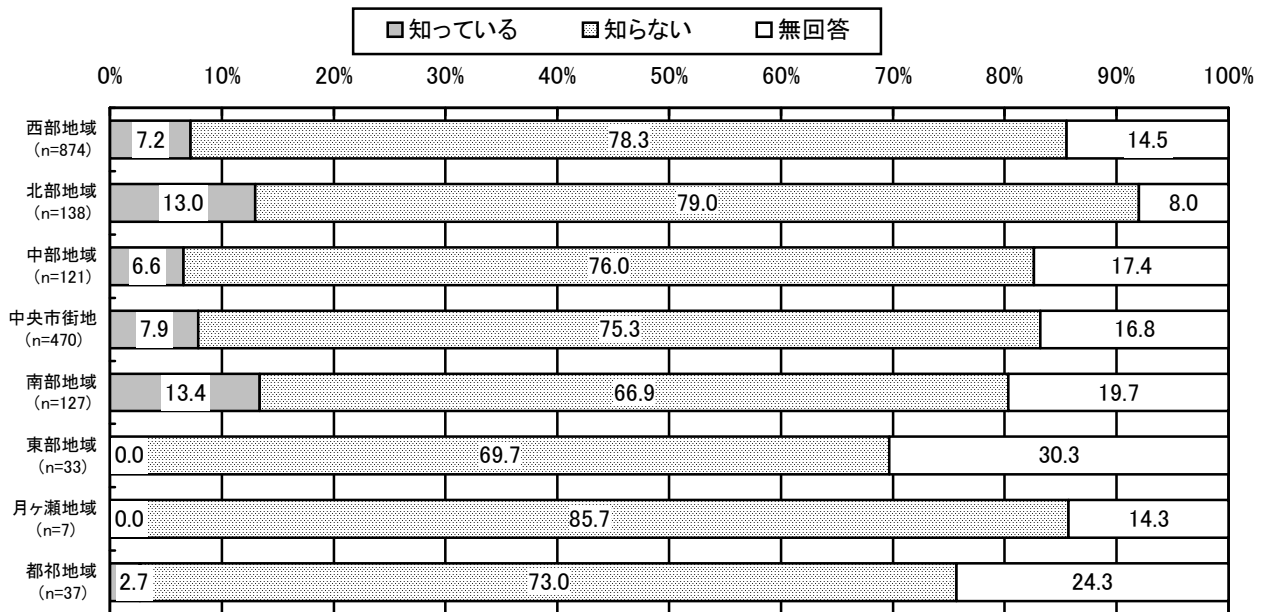 知っている 知らない 無回答
0% 10% 20% 30% 40% 50% 60% 70% 80% 90% 100%
西部地域
(n=874)
7.2 78.3 14.5
北部地域
(n=138)
13.0 79.0 8.0
中部地域
(n=121)
6.6 76.0 17.4
中央市街地
(n=470)
7.9 75.3 16.8
南部地域
(n=127)
13.4 66.9 19.7
東部地域
(n=33)
0.0 69.7 30.3
月ヶ瀬地域
(n=7)
0.0 85.7 14.3
都祁地域
(n=37)
2.7 73.0 24.3